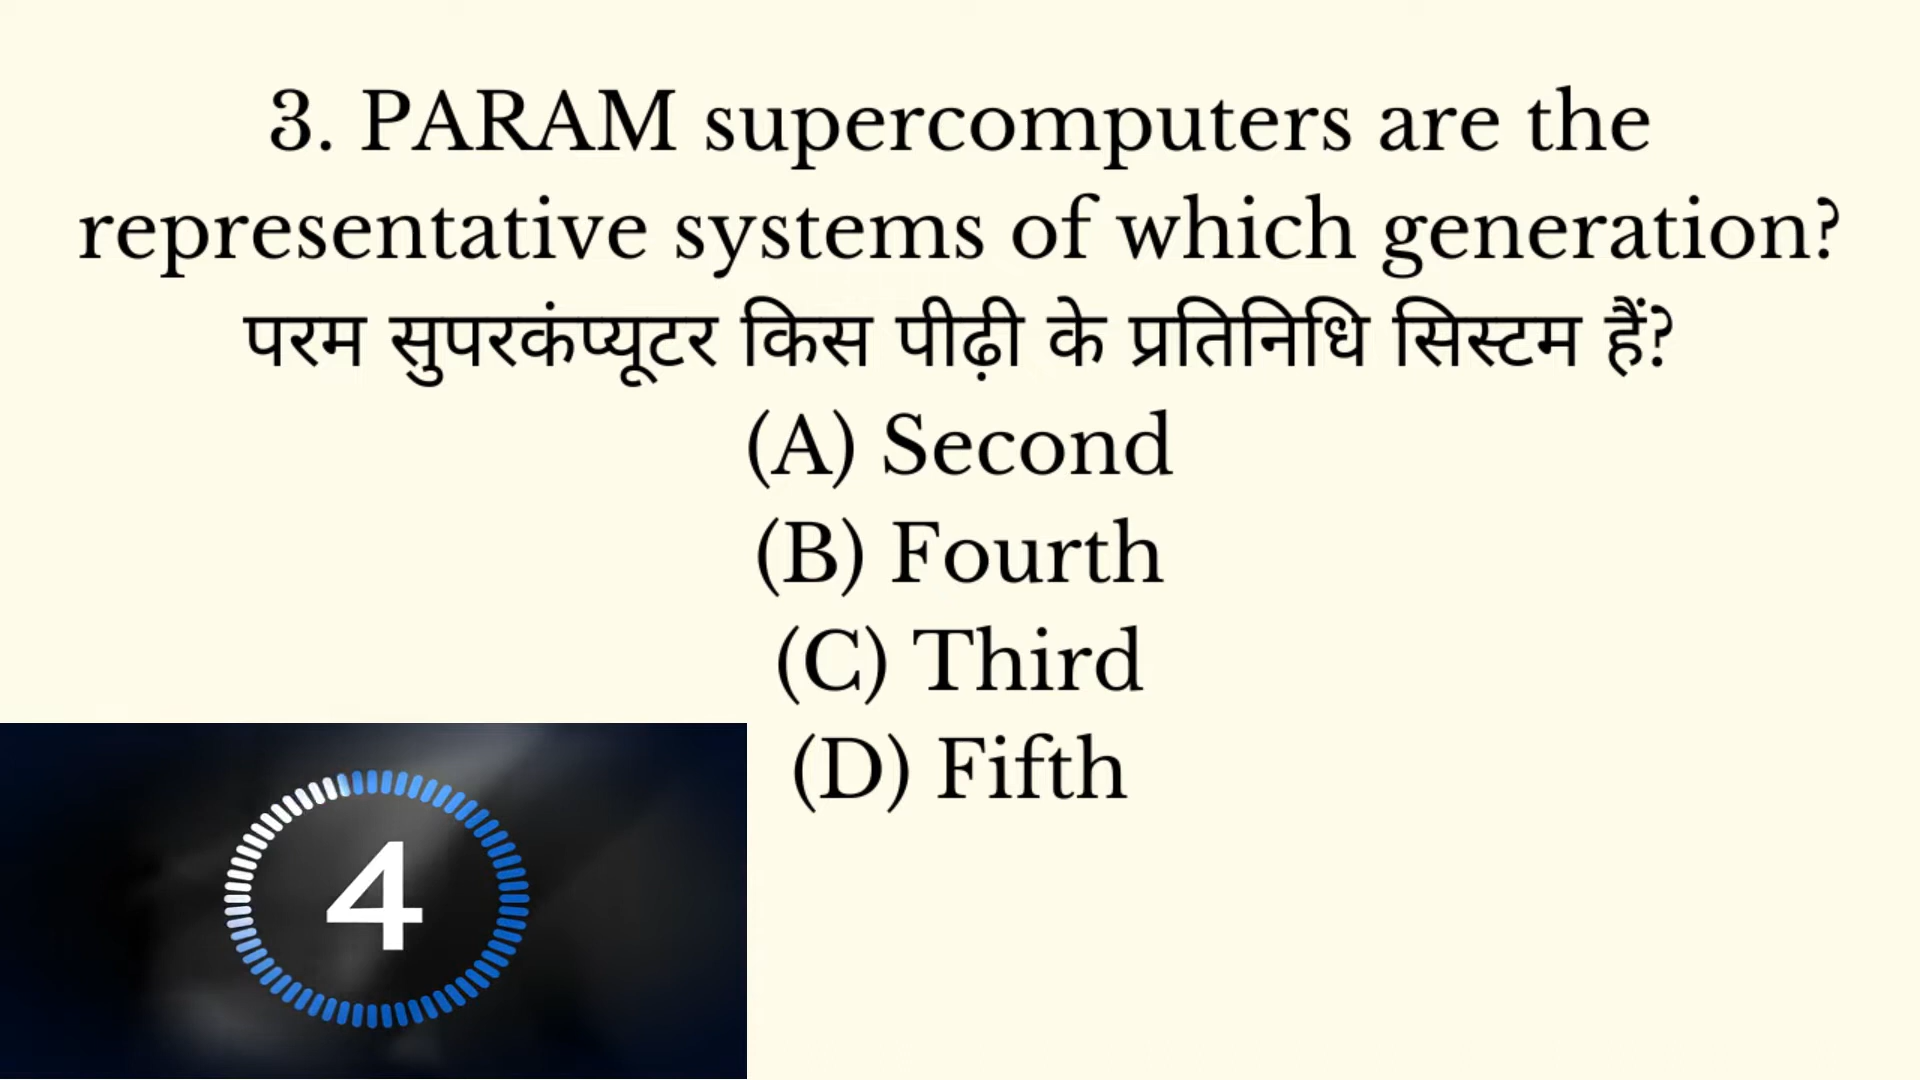 3. PARAM supercomputers are the
representative systems of which generation?
परम सुपरकंप्यूटर किस पीढ़ी के प्रतिनिधि सिस्टम हैं?
(A) Second
(B) Fourth
(C) Third
(D) Fifth
4